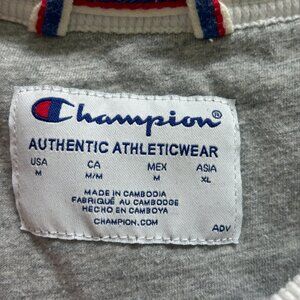 Champion®
AUTHENTIC ATHLETICWEAR
USA CA MEX ASIA
M M/M M XL
MADE IN CAMBODIA
FABRIQUÉ AU CAMBODGE
HECHO EN CAMBOYA
CHAMPION.COM
ADV